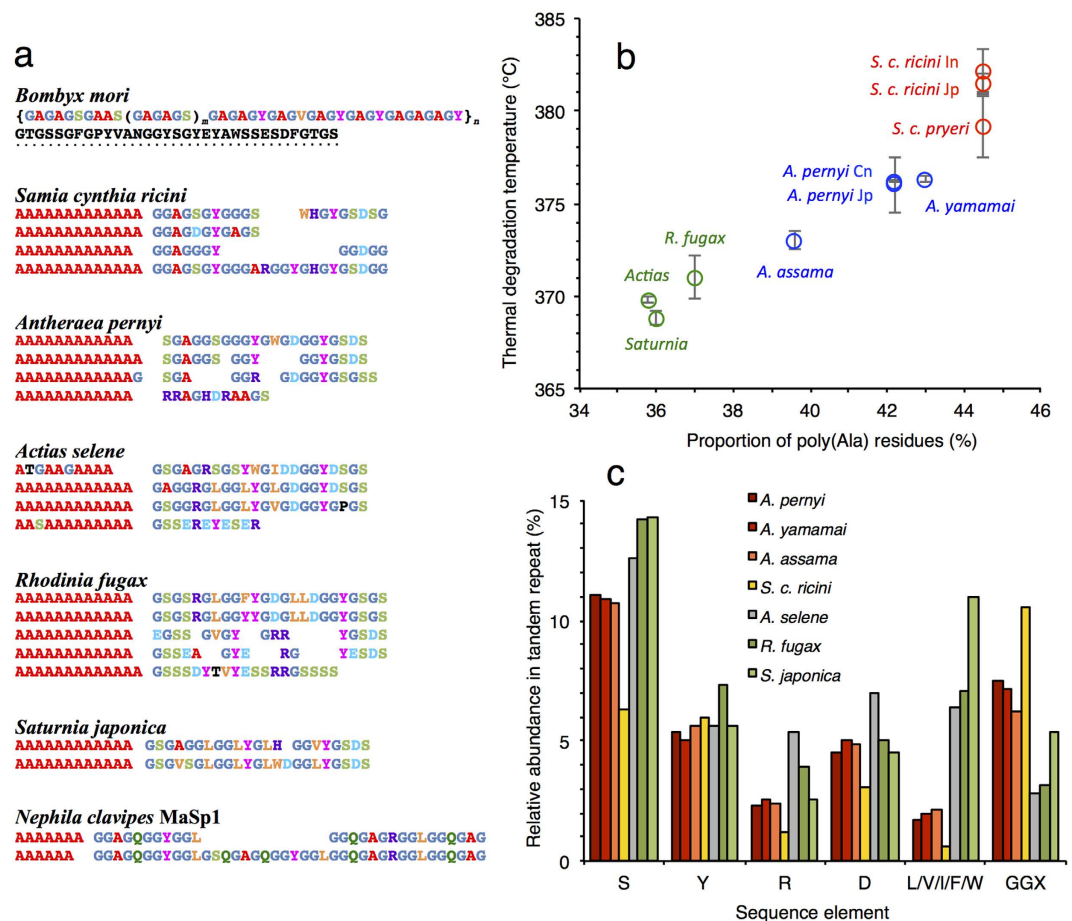 a
Bombyx mori
{GAGAGSGAAS(GAGAGS)mGAGAGYGAGVGAGYGAGYGAGAGAGY}n
GTGSSGFGPYVANGGYSGYEYAWSSESDFGTGS
Samia cynthia ricini
AAAAAAAAAAAAA GGAGSGYGGGS WHGYGSDSG
AAAAAAAAAAAAA GGAGDGYGAGS
AAAAAAAAAAAAA GGAGGGY GGDGG
AAAAAAAAAAAAA GGAGSGYGGGARGGYGHGYGSDGG
Antheraea pernyi
AAAAAAAAAAAA SGAGGSGGGYGWGDGGYGSDS
AAAAAAAAAAAAA SGAGGS GGY GGYGSDS
AAAAAAAAAAAAG SGA GGR GDGGYGSGSS
AAAAAAAAAAAA RRAGHDRAAGS
Actias selene
ATGAAGAAAA GSGAGRSGSYWGIDDGGYDSGS
AAAAAAAAAAAA GAGGRGLGGLYGLGDGGYDSGS
AAAAAAAAAAAA GSGGRGLGGLYGVGDGGYGPGS
AASAAAAAAAAA GSSEREYESER
Rhodinia fugax
AAAAAAAAAAAA GSGSRGLGGFYGDGLLDGGYGSGS
AAAAAAAAAAAA GSGSRGLGGYYGDGLLDGGYGSGS
AAAAAAAAAAAA EGSS GVGY GRR YGSDS
AAAAAAAAAAAA GSSEA GYE RG YESDS
AAAAAAAAAAAAA GSSSDYTVYESSRRGSSSS
Saturnia japonica
AAAAAAAAAAAA GSGAGGLGGLYGLH GGVYGSDS
AAAAAAAAAAAA GSGVSGLGGLYGLWDGGLYGSDS
Nephila clavipes MaSp1
AAAAAAA GGAGQGGYGGL GGQGAGRGGLGGQGAG
AAAAAA GGAGQGGYGGLGSQGAGQGGYGGLGGQGAGRGGLGGQGAG
b
Thermal degradation temperature (°C)
385
380
375
370
365
34 36 38 40 42 44 46
Proportion of poly(Ala) residues (%)
S. c. ricini In
S. c. ricini Jp
S. c. pryeri
A. pernyi Cn
A. pernyi Jp
A. yamamai
A. assama
R. fugax
Actias
Saturnia
c
Relative abundance in tandem repeat (%)
15
10
5
0
A. pernyi
A. yamamai
A. assama
S. c. ricini
A. selene
R. fugax
S. japonica
S Y R D L/V/I/F/W GGX
Sequence element